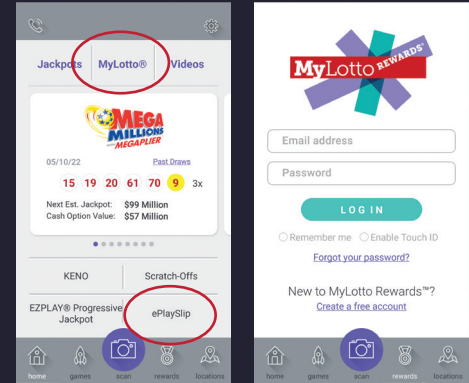 Jackpots MyLotto® Videos
MEGA
MILLIONS
MEGAPLIER
05/10/22 Past Draws
15 19 20 61 70 9 3x
Next Est. Jackpot: $99 Million
Cash Option Value: $57 Million
KENO Scratch-Offs
EZPLAY® Progressive
Jackpot
ePlaySlip
home games scan rewards locations
MyLotto REWARDS®
Email address
Password
LOG IN
Remember me Enable Touch ID
Forgot your password?
New to MyLotto Rewards™?
Create a free account
home games scan rewards locations